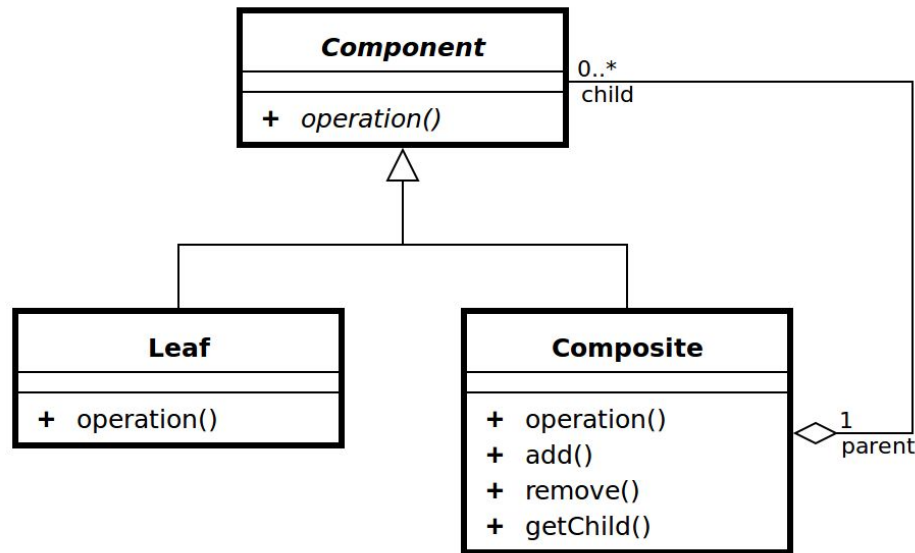 Component
0..*
child
+ operation()
Leaf
+ operation()
Composite
+ operation()
+ add()
+ remove()
+ getChild()
1
parent